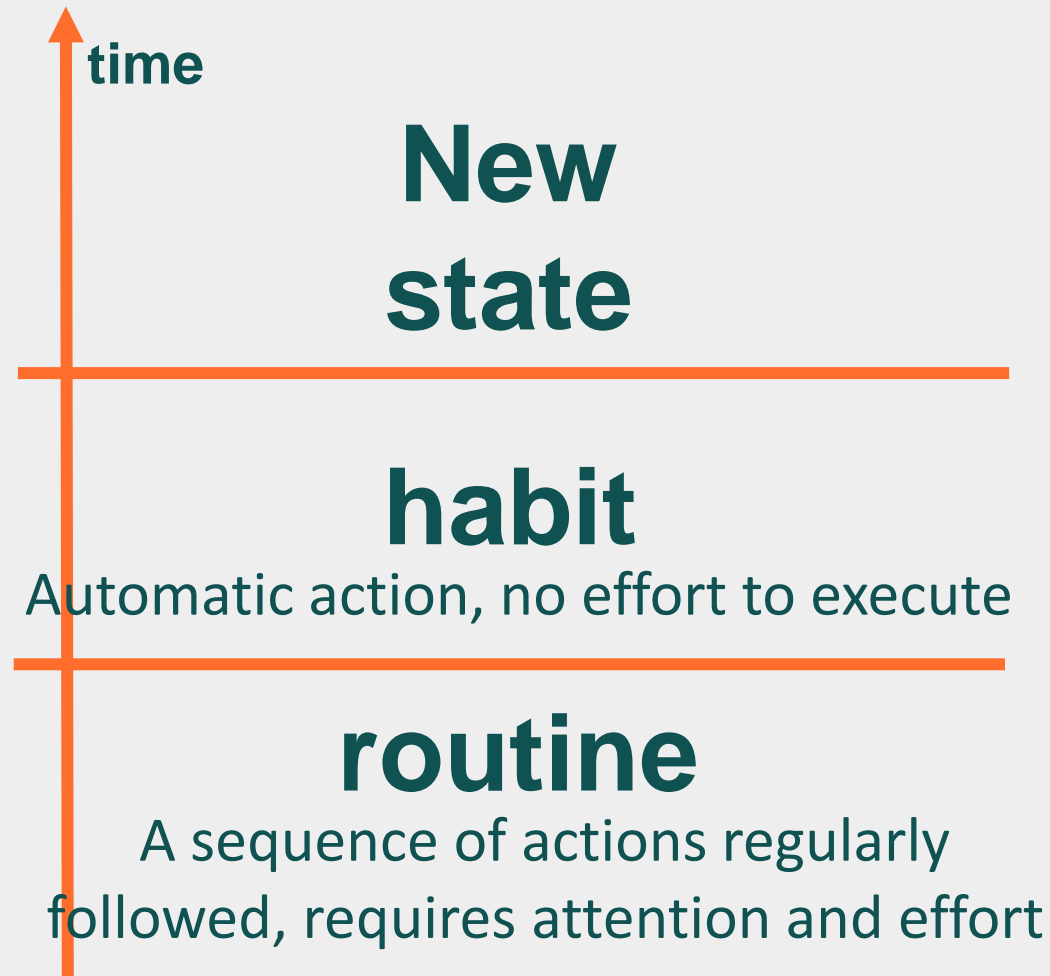 time
New
state
habit
Automatic action, no effort to execute
routine
A sequence of actions regularly
followed, requires attention and effort